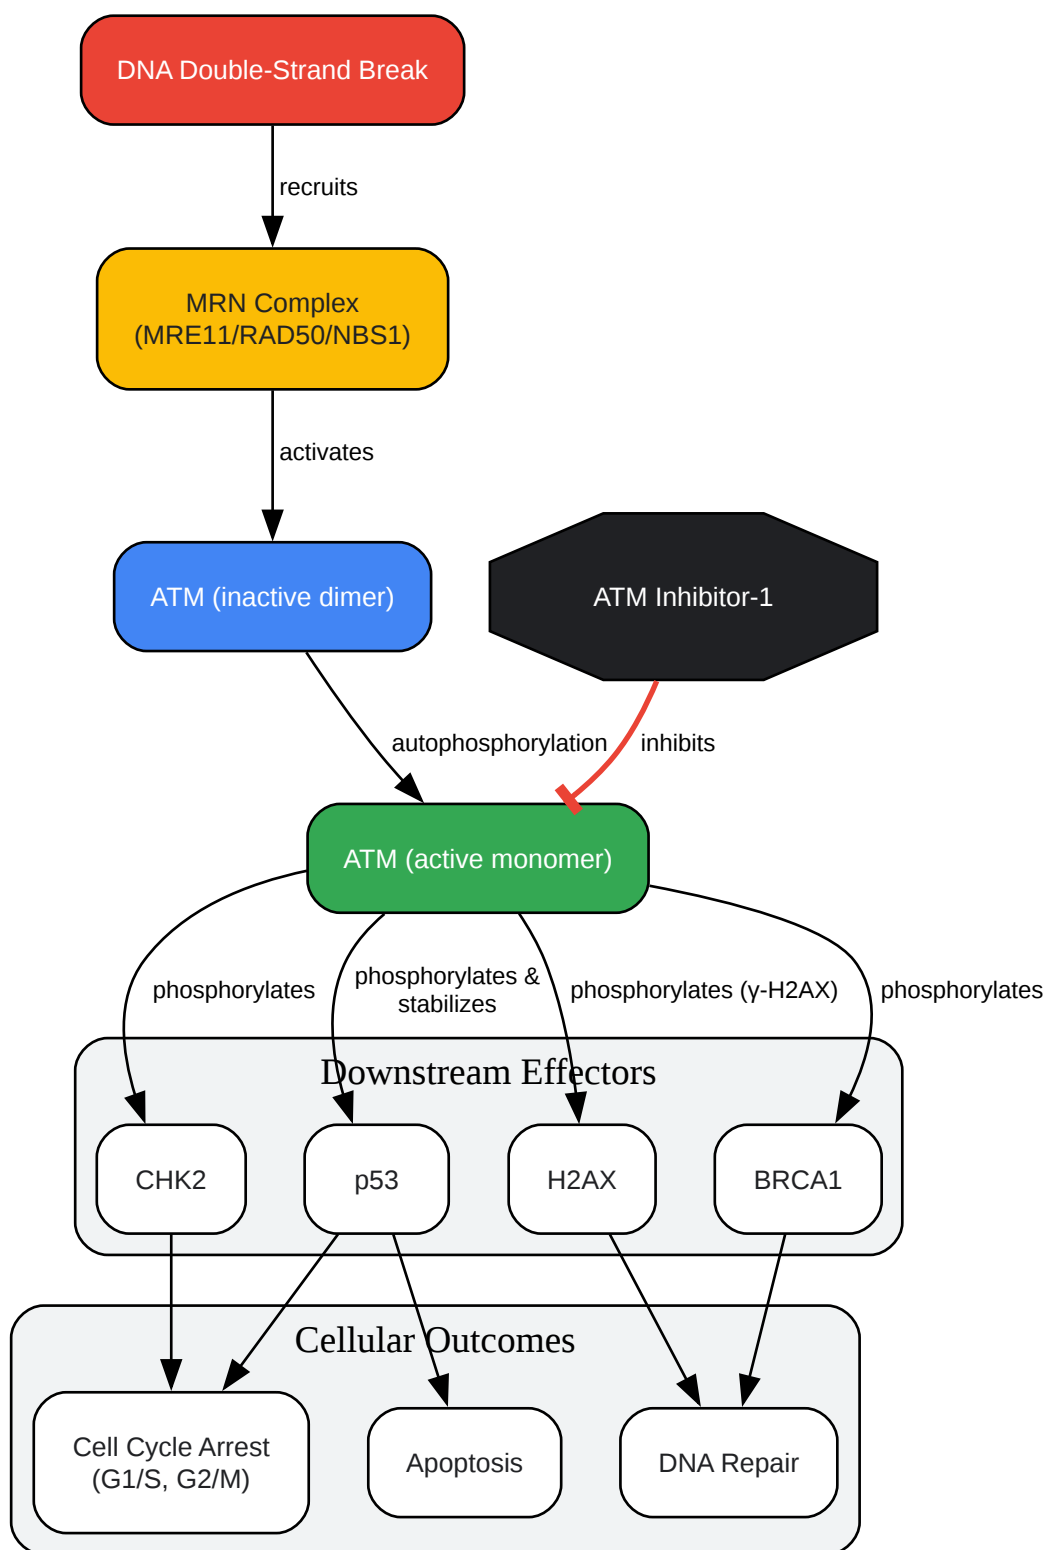 DNA Double-Strand Break
recruits
MRN Complex
(MRE11/RAD50/NBS1)
activates
ATM (inactive dimer)
ATM Inhibitor-1
autophosphorylation
inhibits
ATM (active monomer)
phosphorylates
phosphorylates &
stabilizes
phosphorylates (γ-H2AX)
phosphorylates
Downstream Effectors
CHK2
p53
H2AX
BRCA1
Cellular Outcomes
Cell Cycle Arrest
(G1/S, G2/M)
Apoptosis
DNA Repair